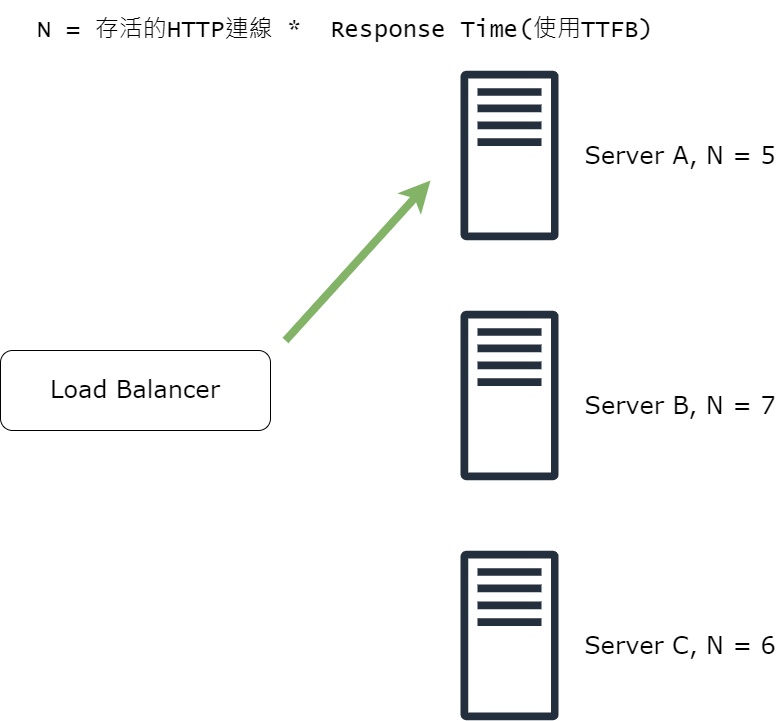 N = 存活的HTTP連線 * Response Time(使用TTFB)
Server A, N = 5
Load Balancer
Server B, N = 7
Server C, N = 6